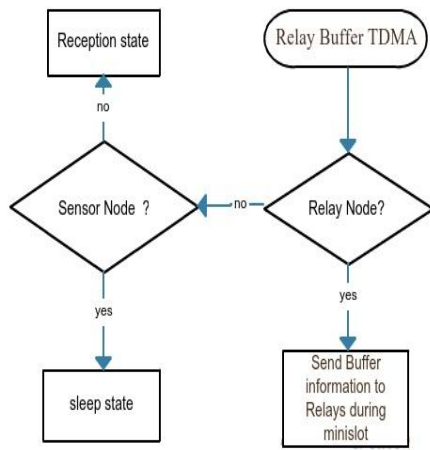 Reception state
Relay Buffer TDMA
no
Sensor Node ?
no
Relay Node?
yes
yes
sleep state
Send Buffer
information to
Relays during
minislot